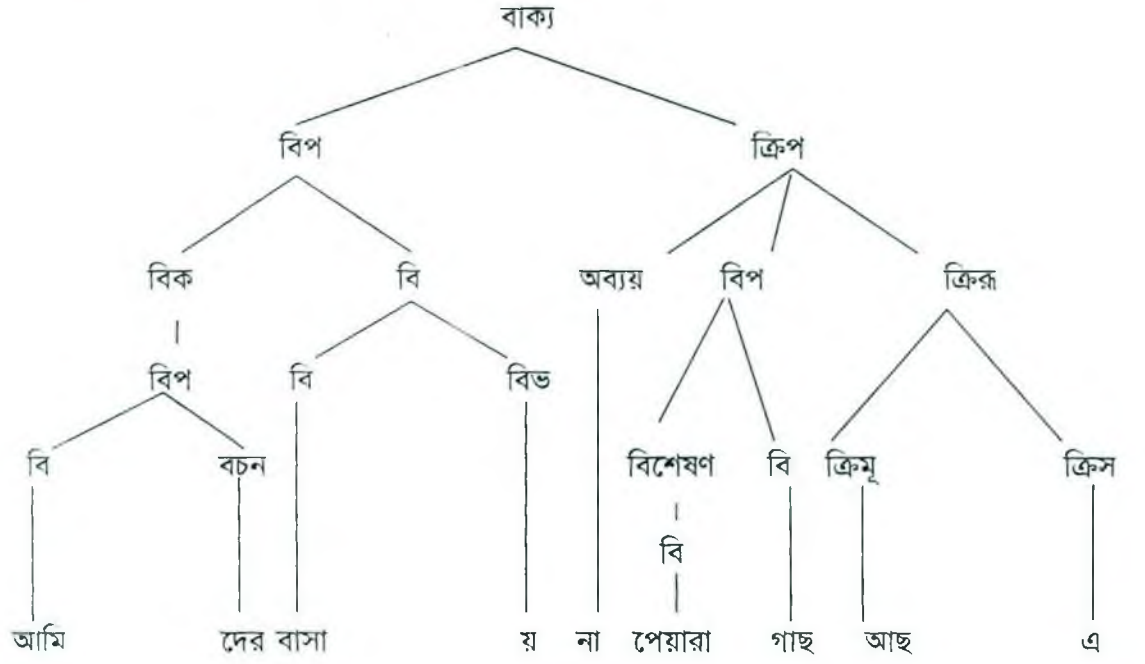 বাক্য
বিপ ক্রিপ
বিক বি অব্যয় বিপ ক্রিরূ
বিপ বি বিভ
বি বচন বিশেষণ বি ক্রিমূ ক্রিস
বি
আমি দের বাসা য় না পেয়ারা গাছ আছ এ